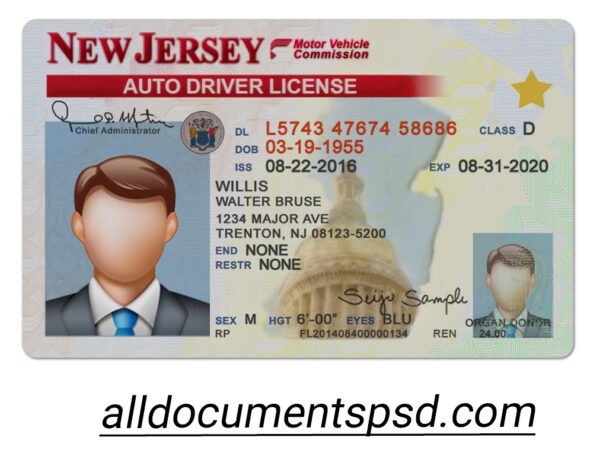 NEW JERSEY Motor Vehicle Commission
AUTO DRIVER LICENSE
Chief Administrator
DL L5743 47674 58686 CLASS D
DOB 03-19-1955
ISS 08-22-2016 EXP 08-31-2020
WILLIS
WALTER BRUSE
1234 MAJOR AVE
TRENTON, NJ 08123-5200
END NONE
RESTR NONE
Seiji Sample
SEX M HGT 6'-00" EYES BLU
ORGAN DONOR
RP FL201408400000134 REN 24.00
alldocumentspsd.com